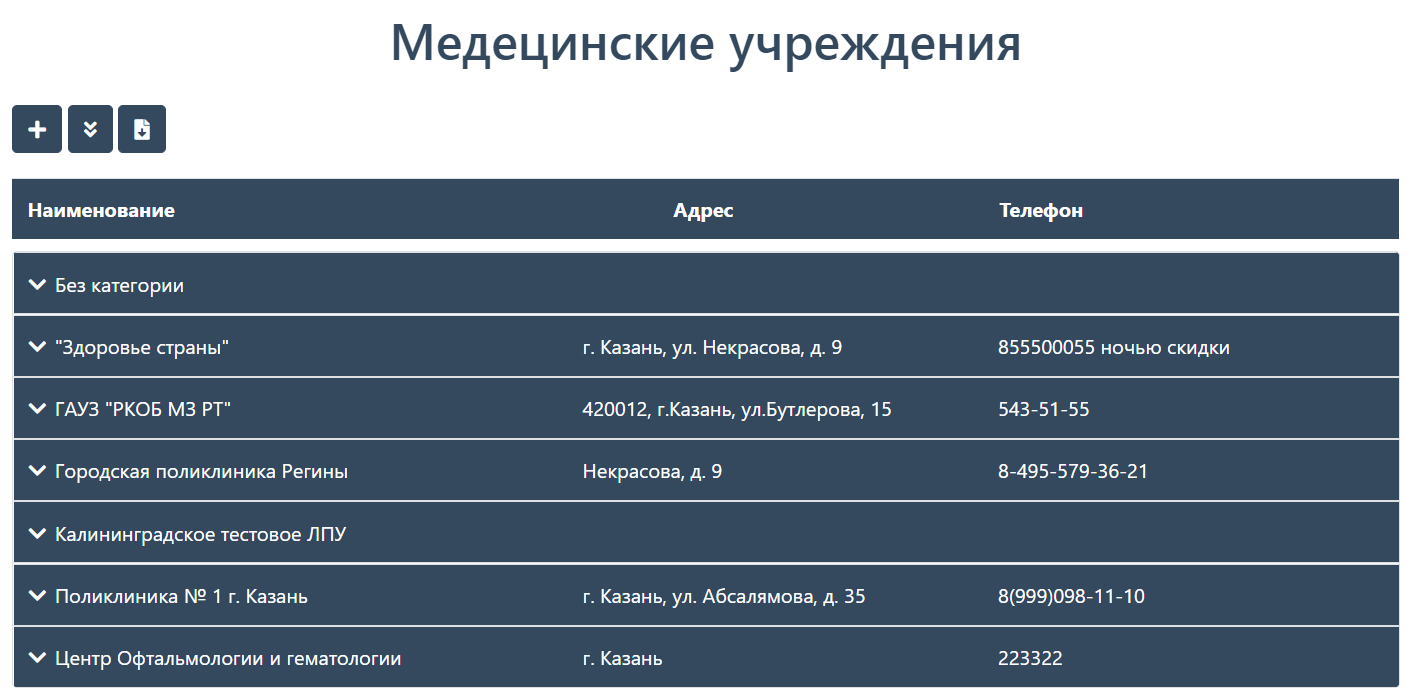 Медецинские учреждения
Наименование Адрес Телефон
Без категории
"Здоровье страны" г. Казань, ул. Некрасова, д. 9 855500055 ночью скидки
ГАУЗ "РКОБ МЗ РТ" 420012, г.Казань, ул.Бутлерова, 15 543-51-55
Городская поликлиника Регины Некрасова, д. 9 8-495-579-36-21
Калининградское тестовое ЛПУ
Поликлиника № 1 г. Казань г. Казань, ул. Абсалямова, д. 35 8(999)098-11-10
Центр Офтальмологии и гематологии г. Казань 223322